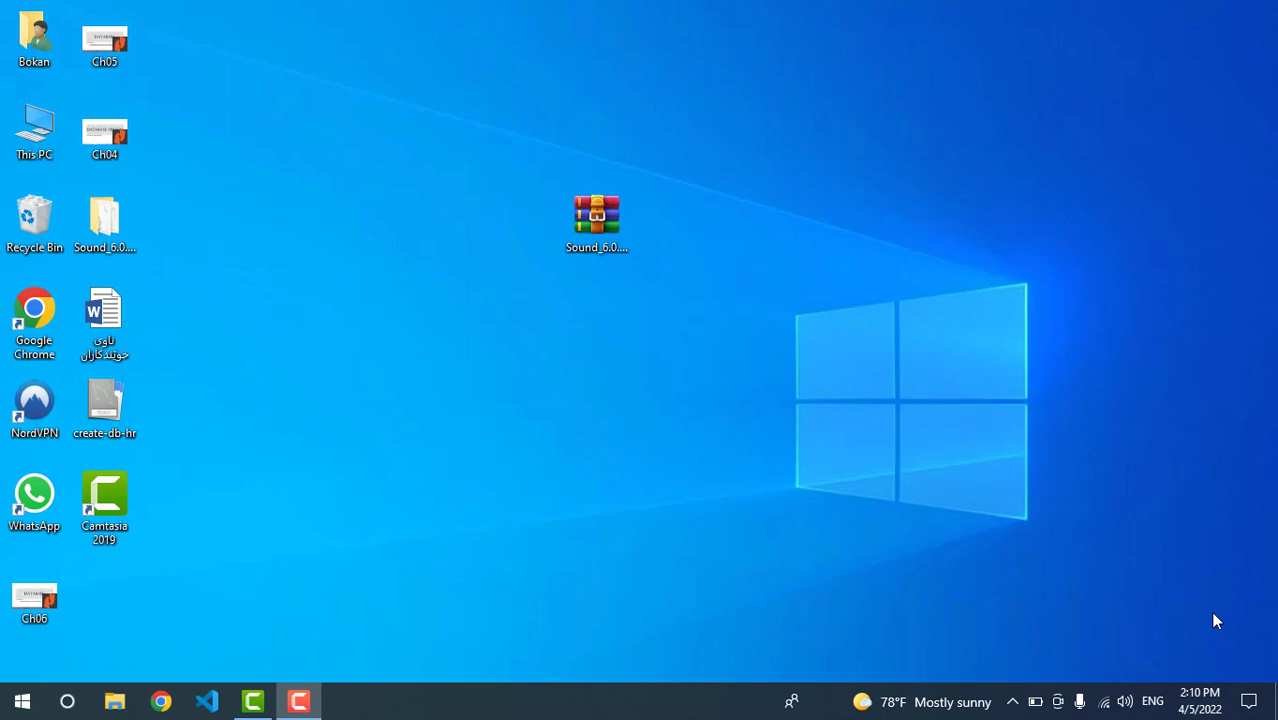 Bokan
Ch05
This PC
Ch04
Recycle Bin
Sound_6.0....
Sound_6.0....
Google
Chrome
ناوی
خوێندکاران
NordVPN
create-db-hr
WhatsApp
Camtasia
2019
Ch06
78°F Mostly sunny
ENG
2:10 PM
4/5/2022